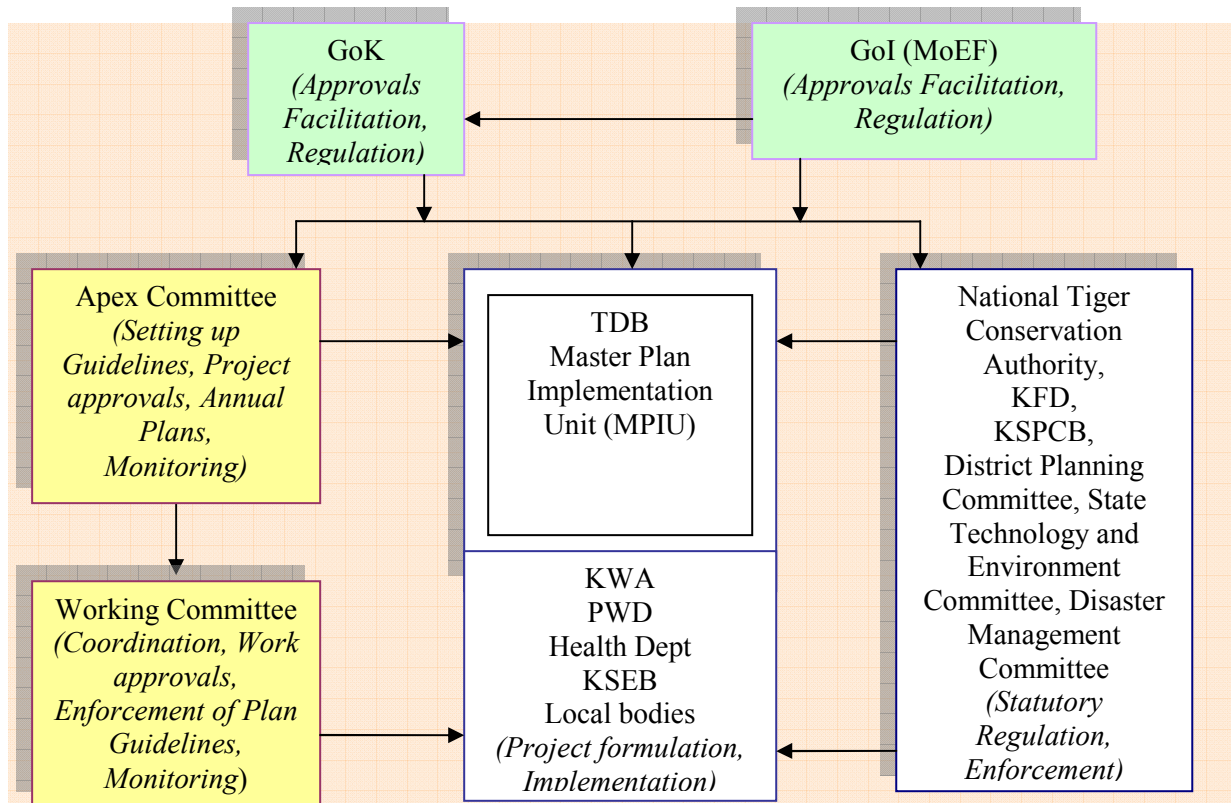 GoK
(Approvals
Facilitation,
Regulation)
GoI (MoEF)
(Approvals Facilitation,
Regulation)
Apex Committee
(Setting up
Guidelines, Project
approvals, Annual
Plans,
Monitoring)
TDB
Master Plan
Implementation
Unit (MPIU)
National Tiger
Conservation
Authority,
KFD,
KSPCB,
District Planning
Committee, State
Technology and
Environment
Committee, Disaster
Management
Committee
(Statutory
Regulation,
Enforcement)
Working Committee
(Coordination, Work
approvals,
Enforcement of Plan
Guidelines,
Monitoring)
KWA
PWD
Health Dept
KSEB
Local bodies
(Project formulation,
Implementation)